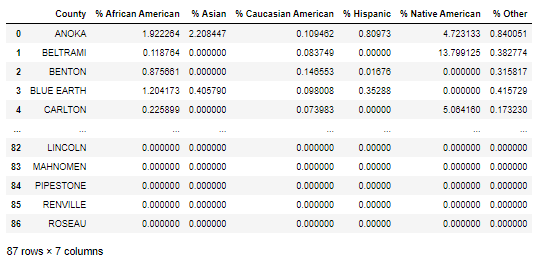 County % African American % Asian % Caucasian American % Hispanic % Native American % Other
0 ANOKA 1.922264 2.208447 0.109462 0.80973 4.723133 0.840051
1 BELTRAMI 0.118764 0.000000 0.083749 0.00000 13.799125 0.382774
2 BENTON 0.875661 0.000000 0.146553 0.01676 0.000000 0.315817
3 BLUE EARTH 1.204173 0.405790 0.098008 0.35288 0.000000 0.415729
4 CARLTON 0.225899 0.000000 0.073983 0.00000 5.064160 0.173230
... ... ... ... ... ... ... ...
82 LINCOLN 0.000000 0.000000 0.000000 0.00000 0.000000 0.000000
83 MAHNOMEN 0.000000 0.000000 0.000000 0.00000 0.000000 0.000000
84 PIPESTONE 0.000000 0.000000 0.000000 0.00000 0.000000 0.000000
85 RENVILLE 0.000000 0.000000 0.000000 0.00000 0.000000 0.000000
86 ROSEAU 0.000000 0.000000 0.000000 0.00000 0.000000 0.000000
87 rows × 7 columns